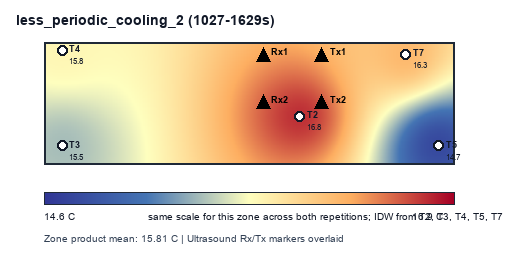 less_periodic_cooling_2 (1027-1629s)
T4 Rx1 Tx1 T7
15.8 16.3
Rx2 Tx2
T2
16.8
T3 T5
15.5 14.7
14.6 C same scale for this zone across both repetitions; IDW from T2, T3, T4, T5, T7
Zone product mean: 15.81 C | Ultrasound Rx/Tx markers overlaid